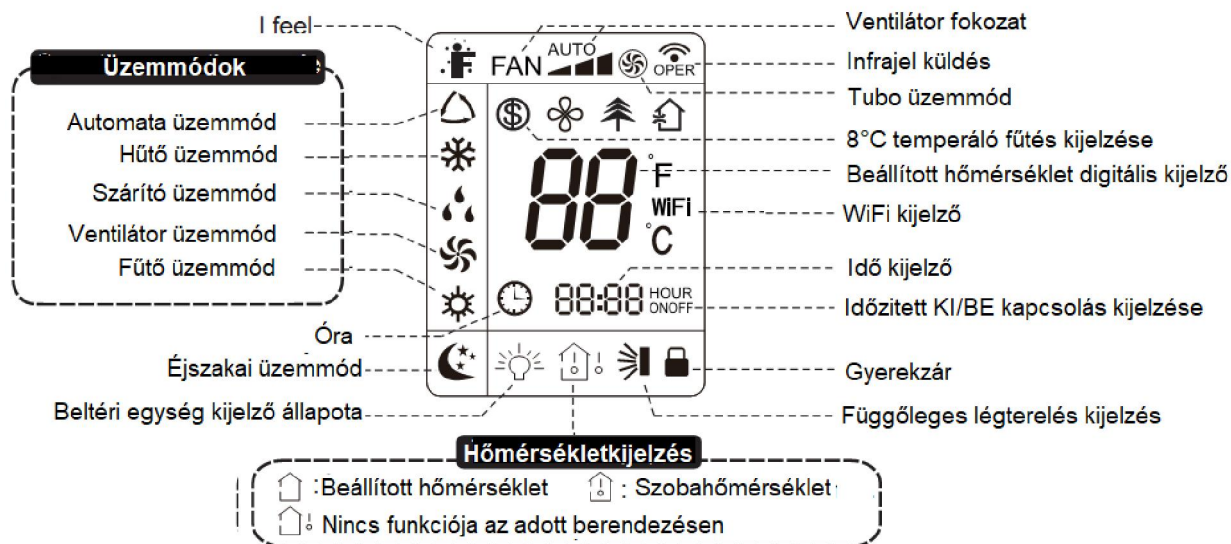 I feel
Üzemmódok
Automata üzemmód
Hűtő üzemmód
Szárító üzemmód
Ventilátor üzemmód
Fűtő üzemmód
Óra
Éjszakai üzemmód
Beltéri egység kijelző állapota
FAN AUTO OPER
°F
88 WiFi
°C
88:88 HOUR
ONOFF
Ventilátor fokozat
Infrajel küldés
Tubo üzemmód
8°C temperáló fűtés kijelzése
Beállított hőmérséklet digitális kijelző
WiFi kijelző
Idő kijelző
Időzitett KI/BE kapcsolás kijelzése
Gyerekzár
Függőleges légterelés kijelzés
Hőmérsékletkijelzés
:Beállított hőmérséklet : Szobahőmérséklet
: Nincs funkciója az adott berendezésen